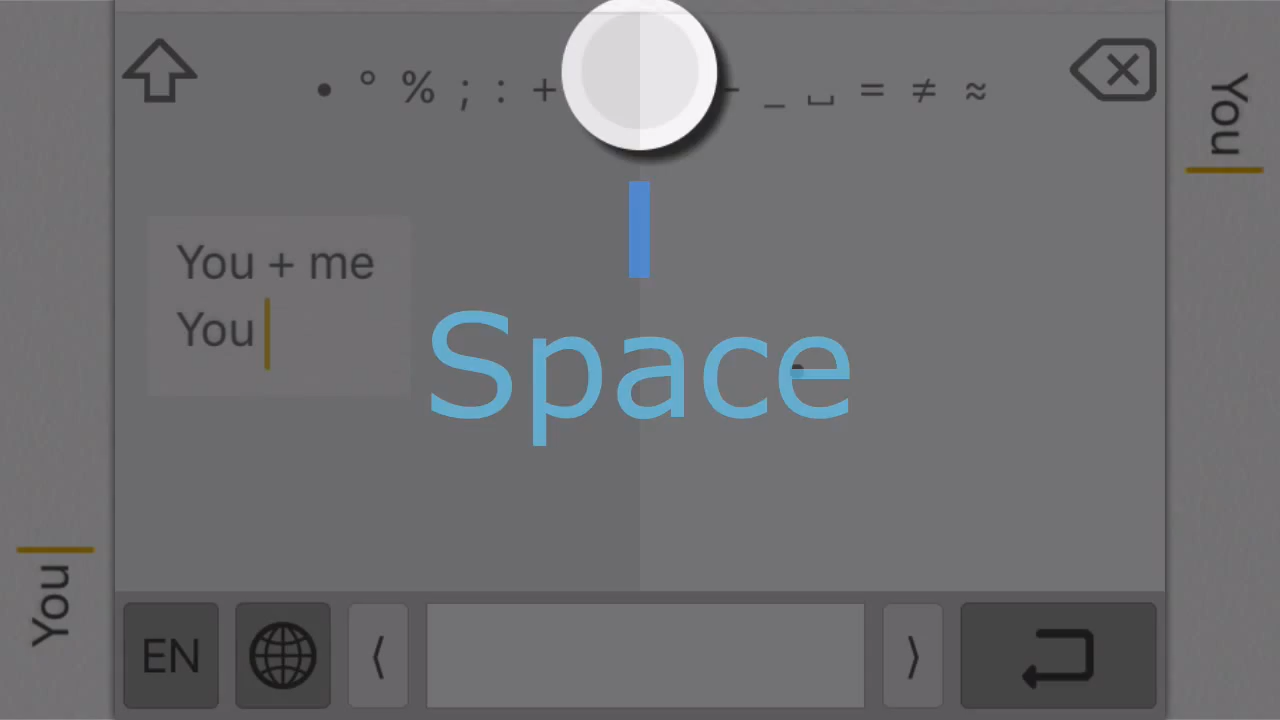 • ° % ; : + - _ ⎵ = ≠ ≈
You
You + me
You
Space
You
EN ⟨ ⟩